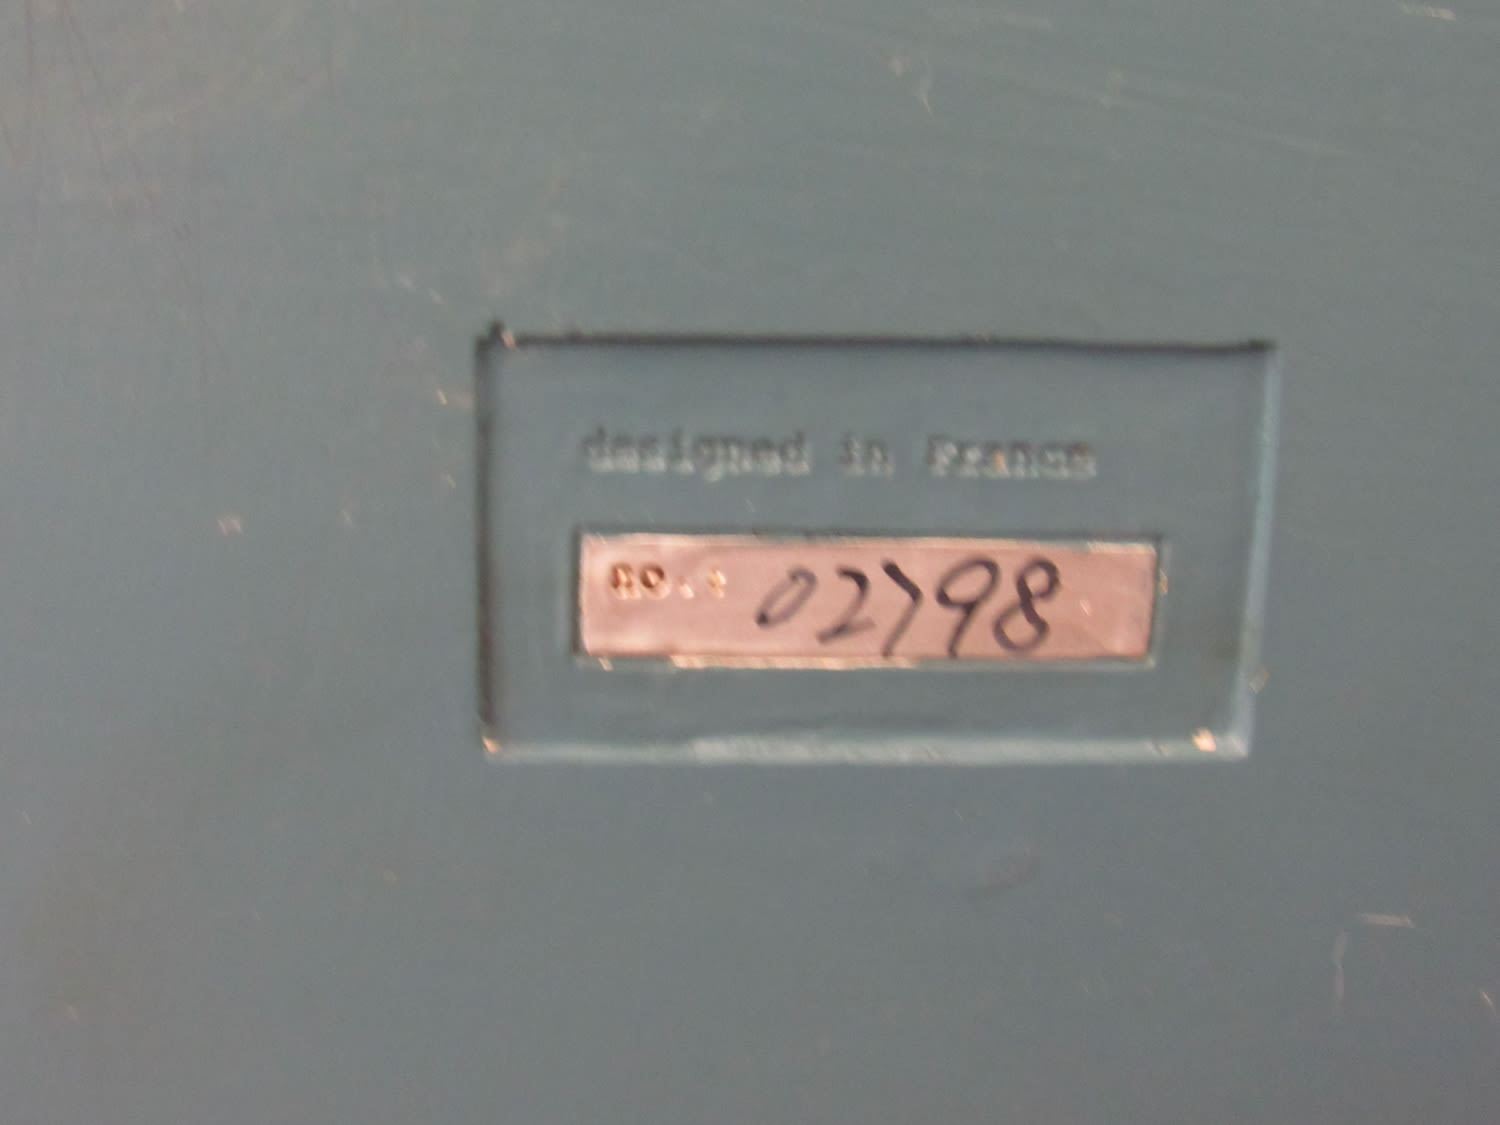 designed in France
no.: 02798